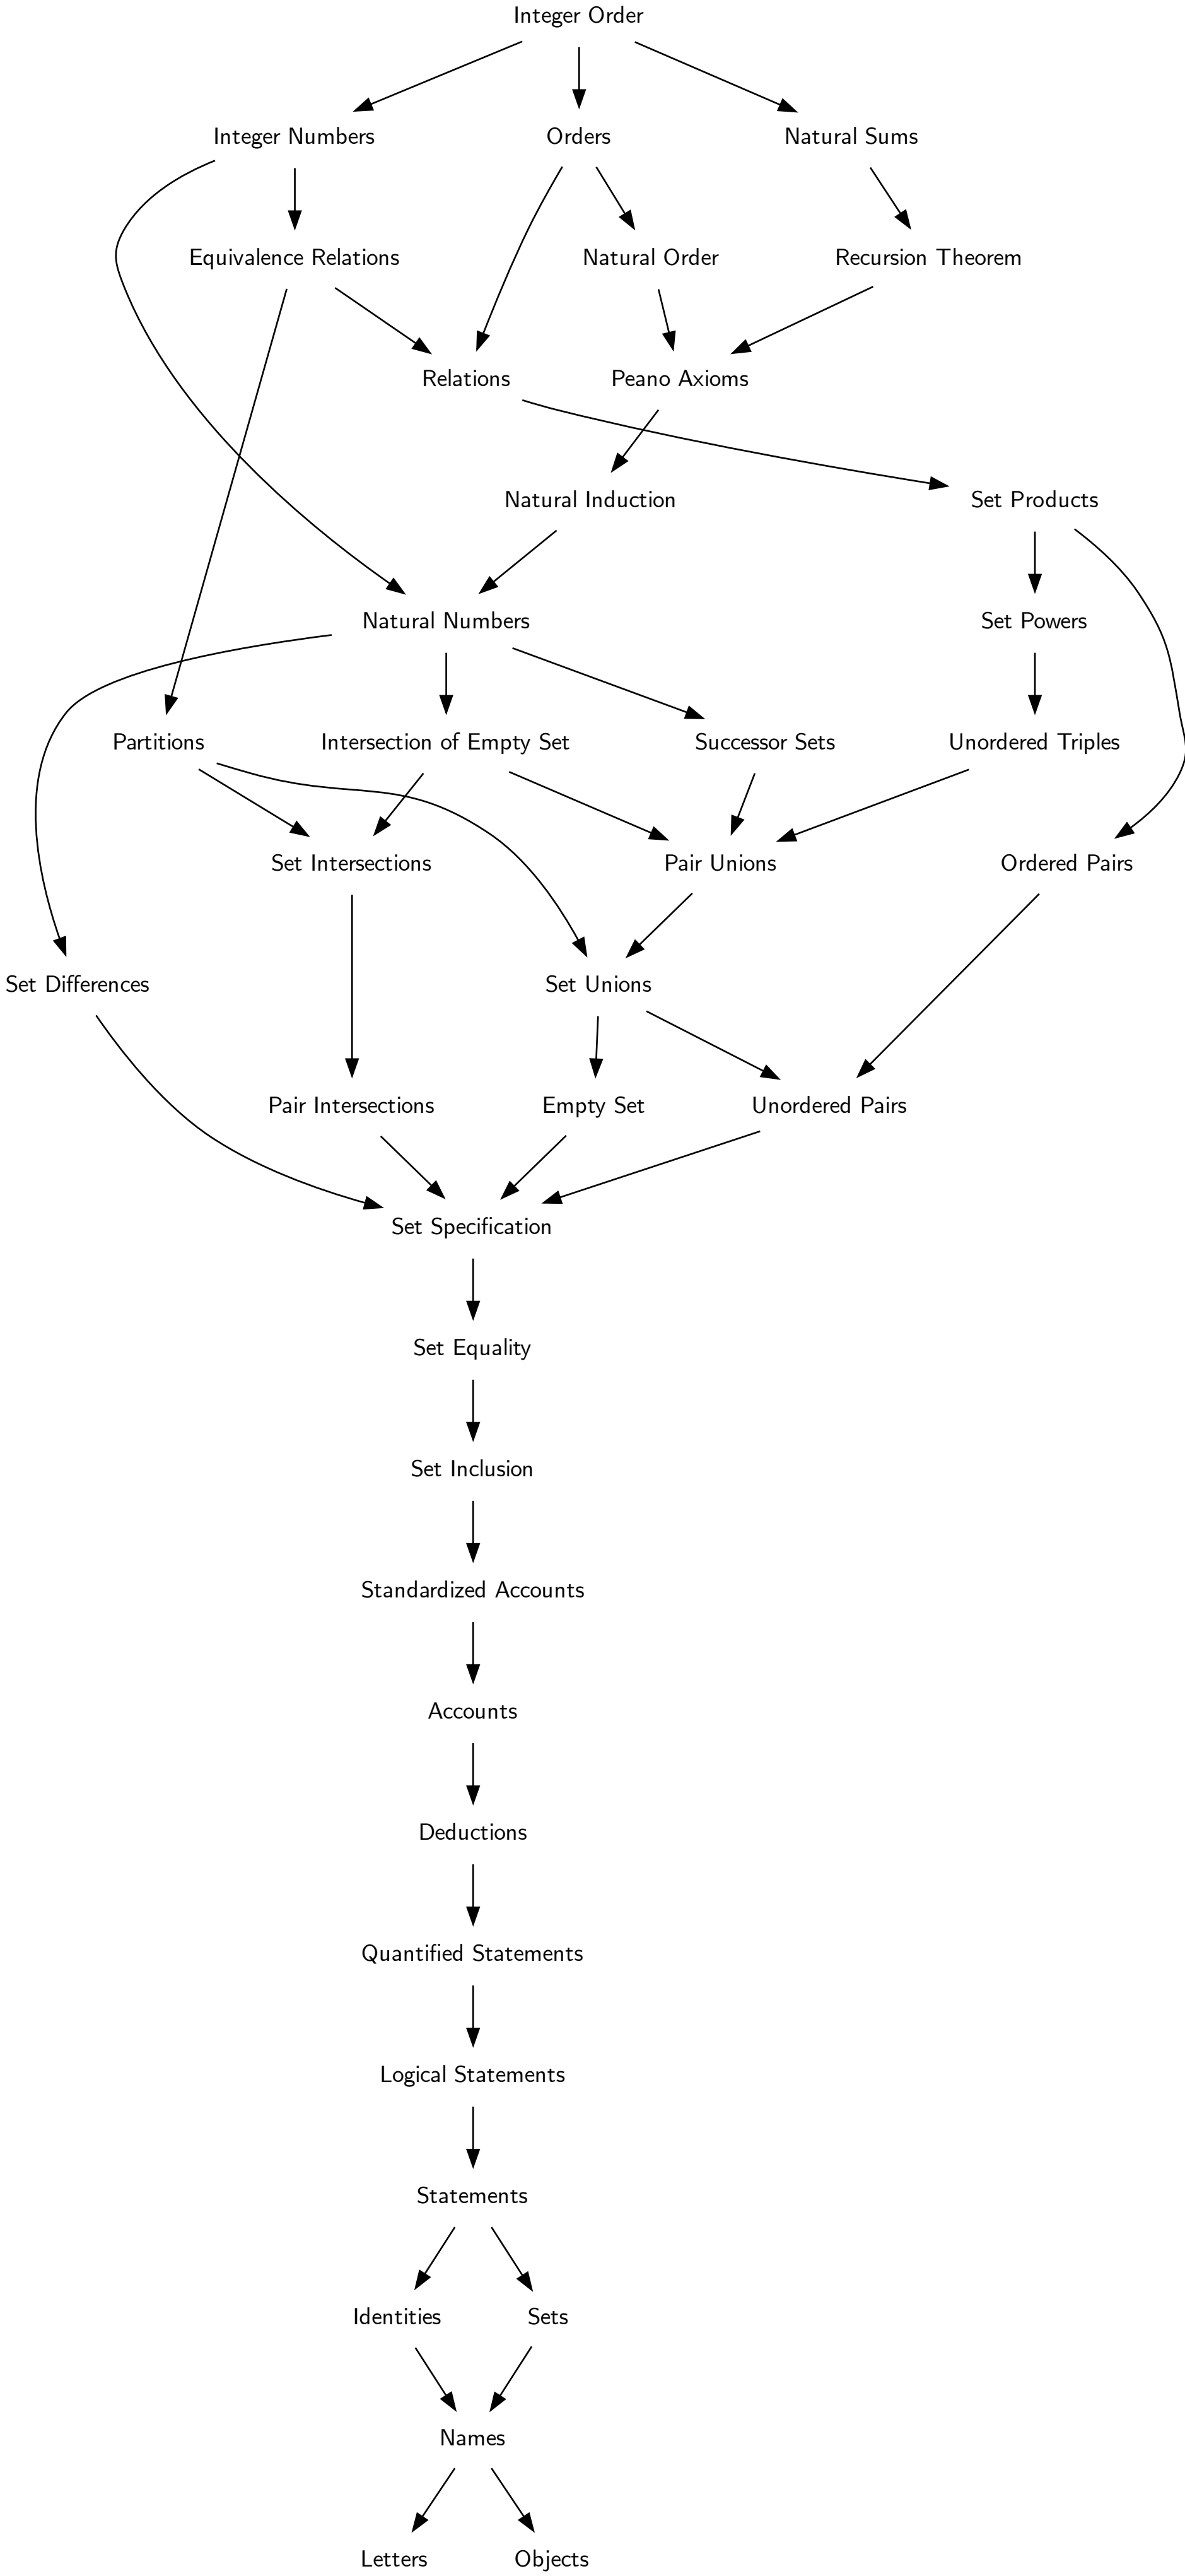 Integer Order
Integer Numbers
Orders
Natural Sums
Equivalence Relations
Natural Order
Recursion Theorem
Relations
Peano Axioms
Natural Induction
Set Products
Natural Numbers
Set Powers
Partitions
Intersection of Empty Set
Successor Sets
Unordered Triples
Set Intersections
Pair Unions
Ordered Pairs
Set Differences
Set Unions
Pair Intersections
Empty Set
Unordered Pairs
Set Specification
Set Equality
Set Inclusion
Standardized Accounts
Accounts
Deductions
Quantified Statements
Logical Statements
Statements
Identities
Sets
Names
Letters
Objects